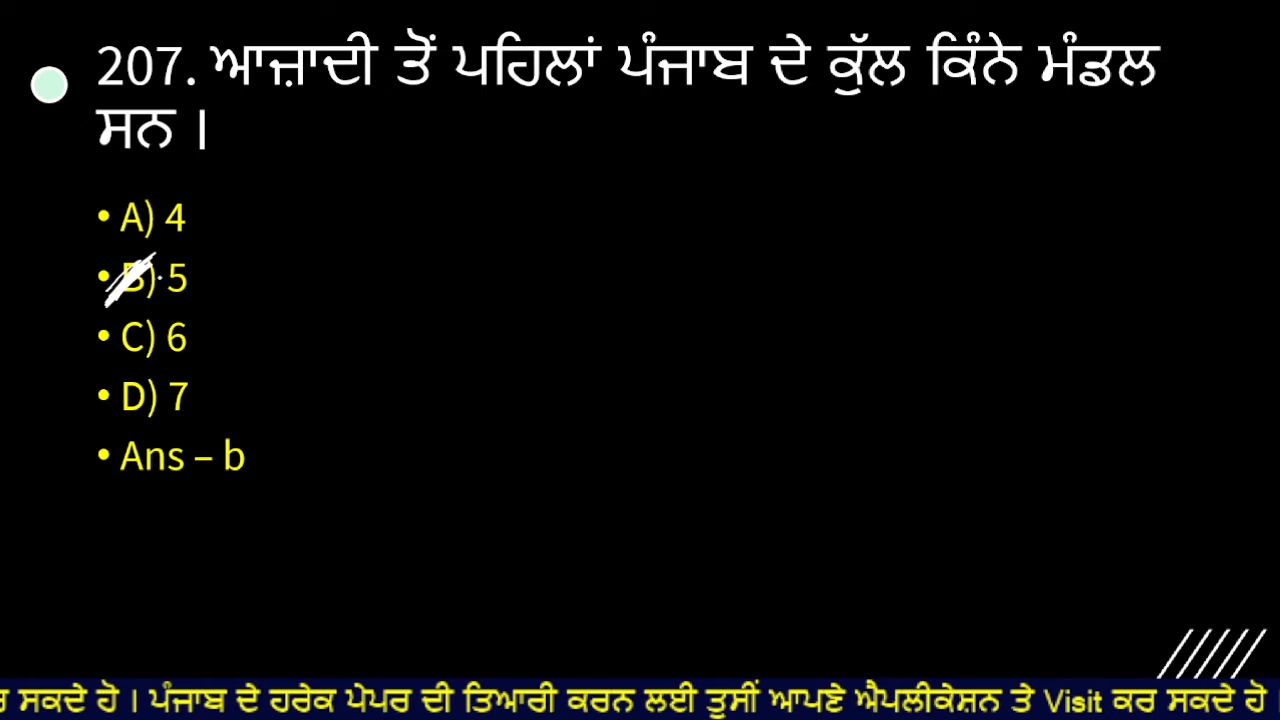 207. ਆਜ਼ਾਦੀ ਤੋਂ ਪਹਿਲਾਂ ਪੰਜਾਬ ਦੇ ਕੁੱਲ ਕਿੰਨੇ ਮੰਡਲ
ਸਨ ।
• A) 4
• B) 5
• C) 6
• D) 7
• Ans – b
ਸਕਦੇ ਹੋ । ਪੰਜਾਬ ਦੇ ਹਰੇਕ ਪੇਪਰ ਦੀ ਤਿਆਰੀ ਕਰਨ ਲਈ ਤੁਸੀਂ ਆਪਣੇ ਐਪਲੀਕੇਸ਼ਨ ਤੇ Visit ਕਰ ਸਕਦੇ ਹੋ